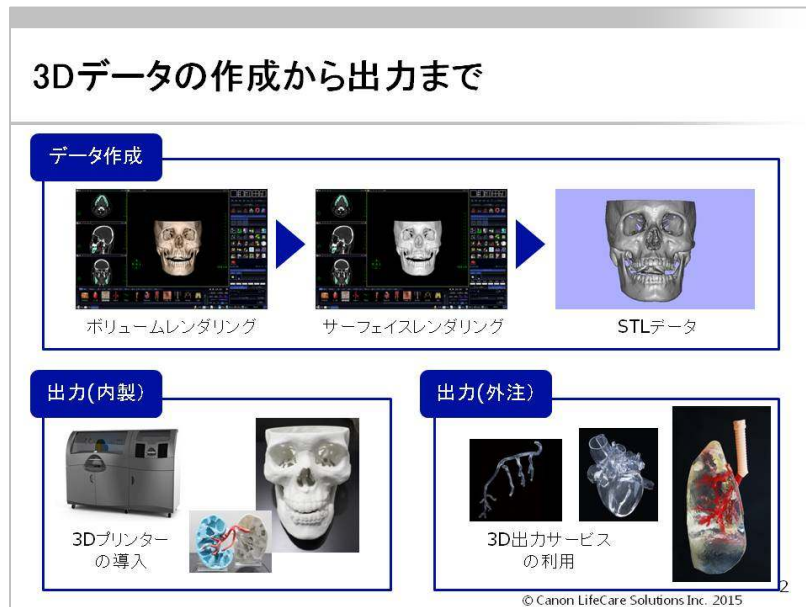 3Dデータの作成から出力まで
データ作成
ボリュームレンダリング
サーフェイスレンダリング
STLデータ
出力(内製)
3Dプリンター
の導入
出力(外注)
3D出力サービス
の利用
2
© Canon LifeCare Solutions Inc. 2015